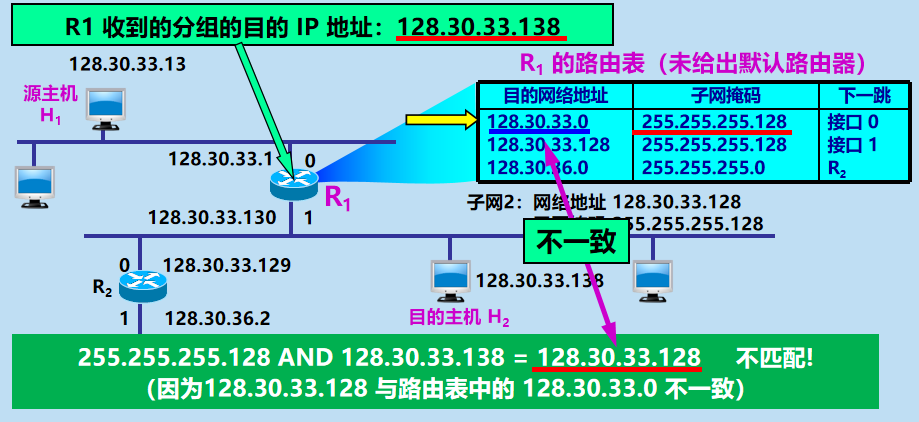 R1 收到的分组的目的 IP 地址：128.30.33.138
128.30.33.13
R1 的路由表（未给出默认路由器）
源主机
H1
目的网络地址 子网掩码 下一跳
128.30.33.0 255.255.255.128 接口 0
128.30.33.128 255.255.255.128 接口 1
128.30.36.0 255.255.255.0 R2
128.30.33.1 0
R1
128.30.33.130 1
子网2：网络地址 128.30.33.128
255.255.255.128
不一致
0 128.30.33.129
R2
128.30.33.138
1 128.30.36.2
目的主机 H2
255.255.255.128 AND 128.30.33.138 = 128.30.33.128 不匹配!
（因为128.30.33.128 与路由表中的 128.30.33.0 不一致）